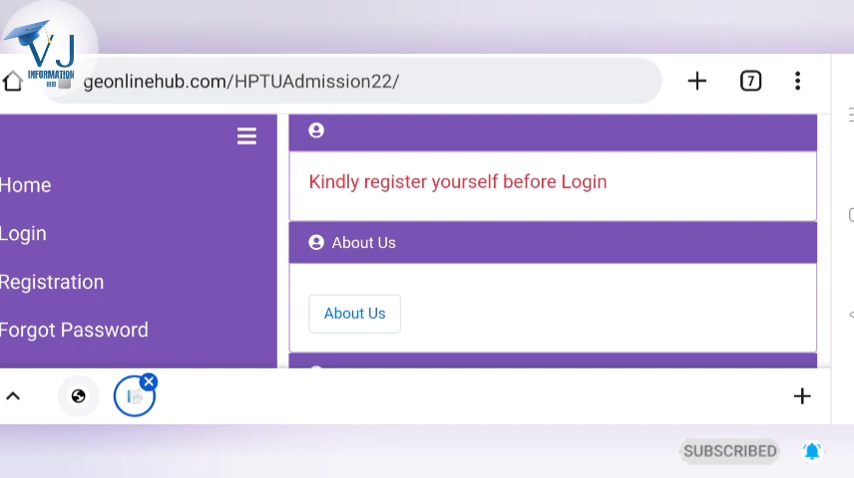 VJ
INFORMATION
HUB
geonlinehub.com/HPTUAdmission22/
7
Home
Login
Registration
Forgot Password
Kindly register yourself before Login
About Us
About Us
SUBSCRIBED